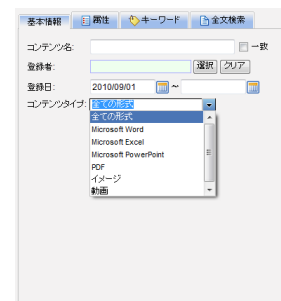 基本情報 属性 キーワード 全文検索
コンテンツ名: 一致
登録者: 選択 クリア
登録日: 2010/09/01 ～
コンテンツタイプ: 全ての形式
全ての形式
Microsoft Word
Microsoft Excel
Microsoft PowerPoint
PDF
イメージ
動画